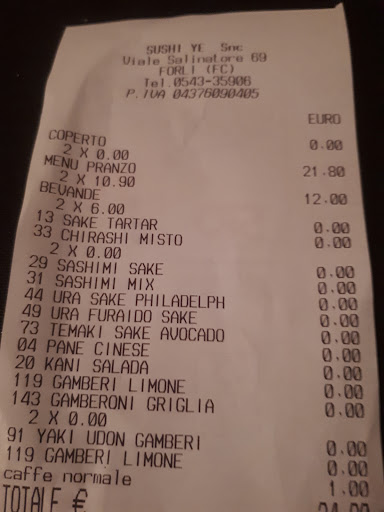 SUSHI YE Snc
Viale Salinatore 69
FORLI (FC)
Tel.0543-35906
P.IVA 04376090405
EURO
COPERTO 0.00
2 X 0.00
MENU PRANZO 21.80
2 X 10.90
BEVANDE 12.00
2 X 6.00
13 SAKE TARTAR 0.00
33 CHIRASHI MISTO 0.00
2 X 0.00
29 SASHIMI SAKE 0.00
31 SASHIMI MIX 0.00
44 URA SAKE PHILADELPH 0.00
49 URA FURAIDO SAKE 0.00
73 TEMAKI SAKE AVOCADO 0.00
04 PANE CINESE 0.00
20 KANI SALADA 0.00
119 GAMBERI LIMONE 0.00
143 GAMBERONI GRIGLIA 0.00
2 X 0.00
91 YAKI UDON GAMBERI 0.00
119 GAMBERI LIMONE 0.00
caffe normale 1.00
TOTALE €